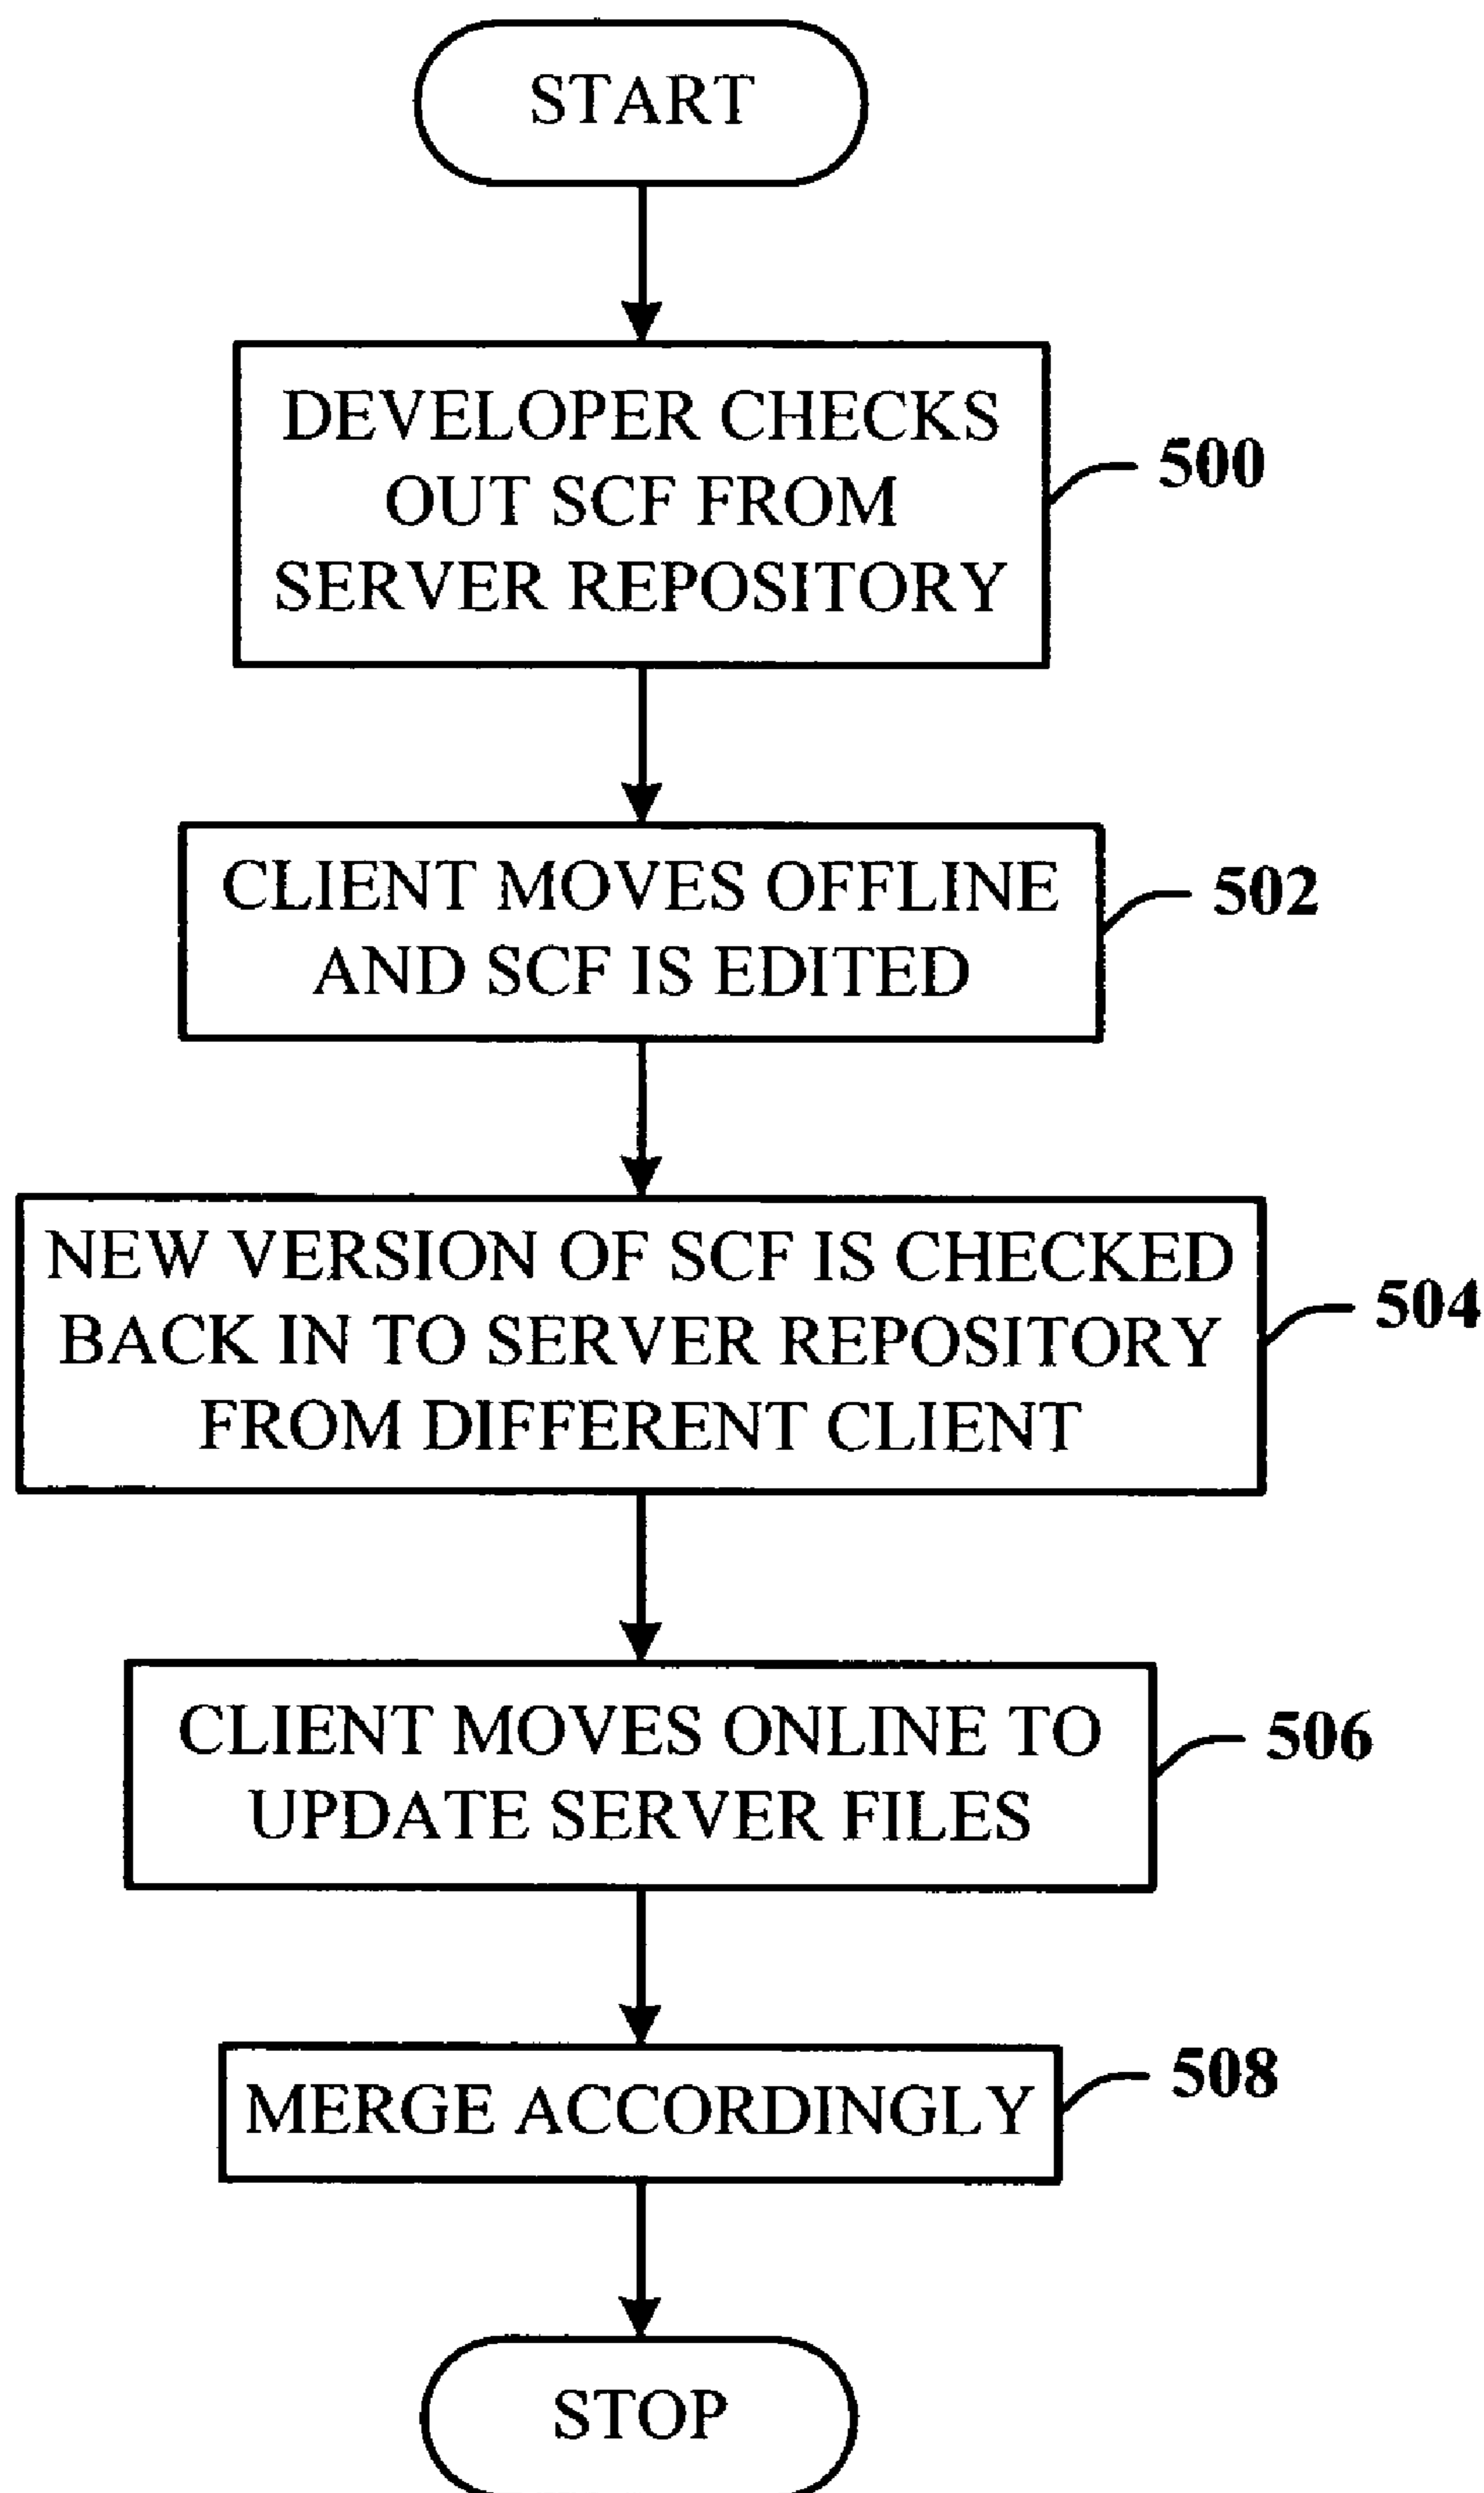 START
DEVELOPER CHECKS
OUT SCF FROM
SERVER REPOSITORY
500
CLIENT MOVES OFFLINE
AND SCF IS EDITED
502
NEW VERSION OF SCF IS CHECKED
BACK IN TO SERVER REPOSITORY
FROM DIFFERENT CLIENT
504
CLIENT MOVES ONLINE TO
UPDATE SERVER FILES
506
MERGE ACCORDINGLY
508
STOP